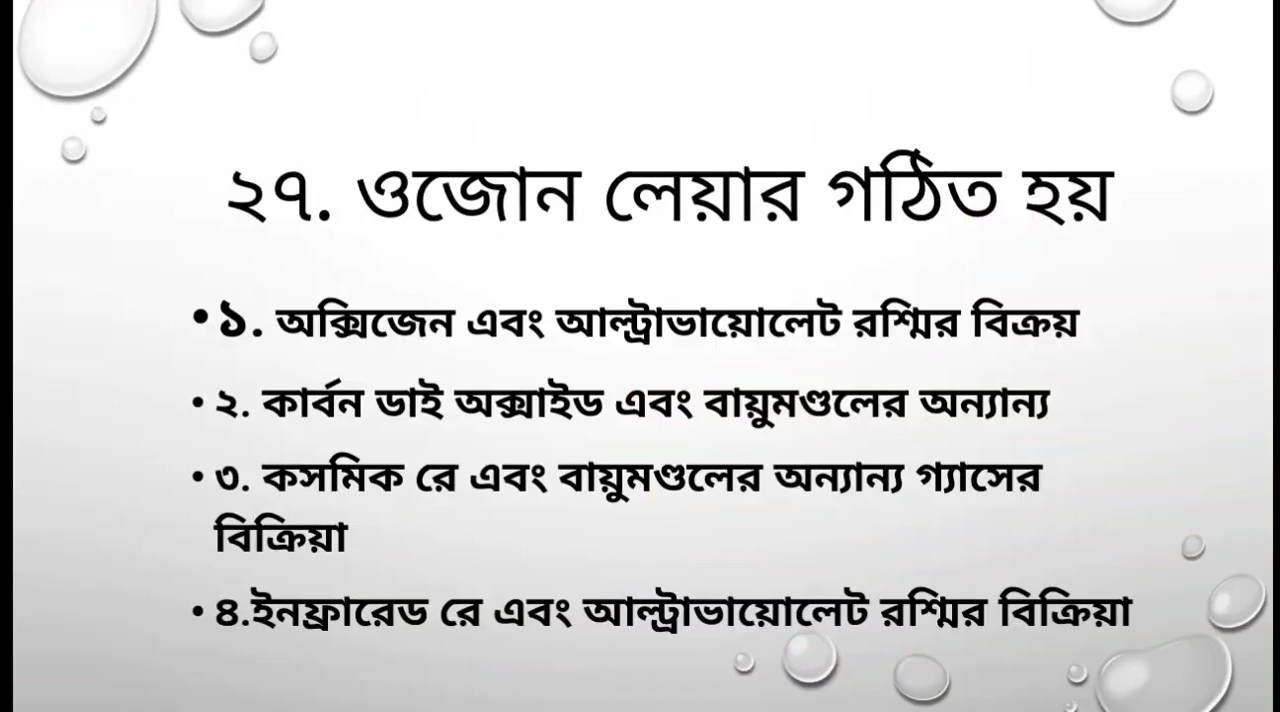 ২৭. ওজোন লেয়ার গঠিত হয়
•১. অক্সিজেন এবং আল্ট্রাভায়োলেট রশ্মির বিক্রয়
• ২. কার্বন ডাই অক্সাইড এবং বায়ুমণ্ডলের অন্যান্য
• ৩. কসমিক রে এবং বায়ুমণ্ডলের অন্যান্য গ্যাসের
বিক্রিয়া
• ৪.ইনফ্রারেড রে এবং আল্ট্রাভায়োলেট রশ্মির বিক্রিয়া